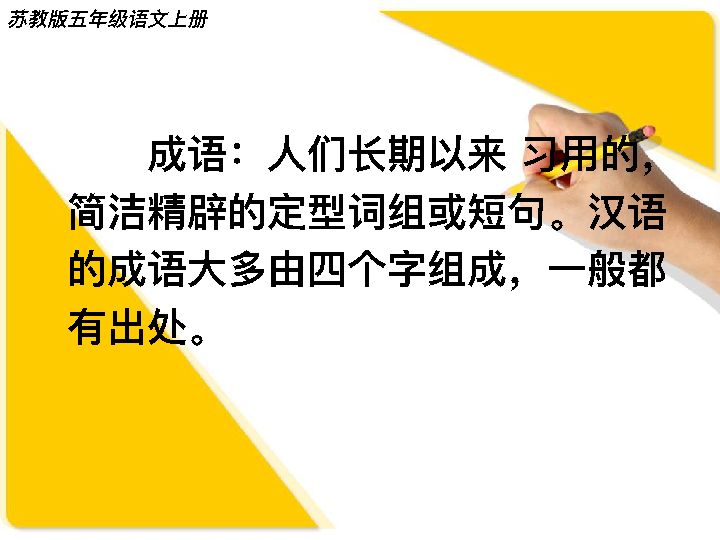 苏教版五年级语文上册
成语：人们长期以来 习用的，
简洁精辟的定型词组或短句。汉语
的成语大多由四个字组成，一般都
有出处。